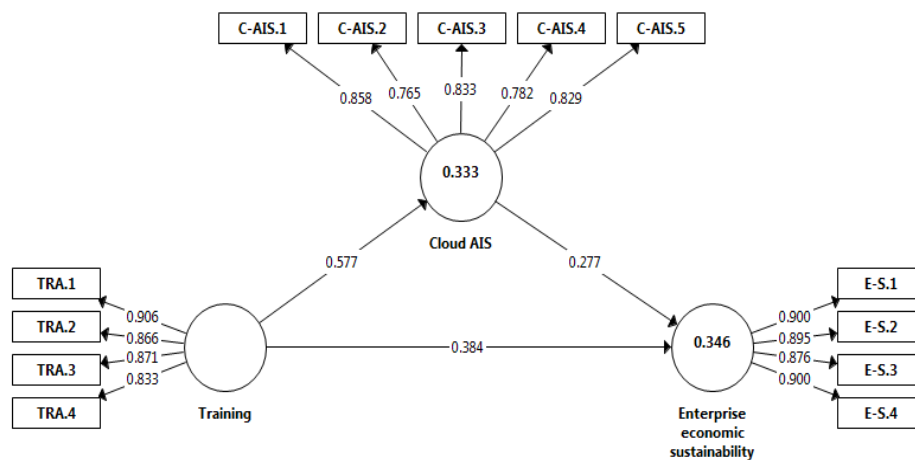 C-AIS.1 C-AIS.2 C-AIS.3 C-AIS.4 C-AIS.5
0.858 0.765 0.833 0.782 0.829
0.333
Cloud AIS
0.577 0.277
TRA.1
TRA.2
TRA.3
TRA.4
0.906
0.866
0.871
0.833
Training
0.384
0.346
Enterprise
economic
sustainability
0.900
0.895
0.876
0.900
E-S.1
E-S.2
E-S.3
E-S.4